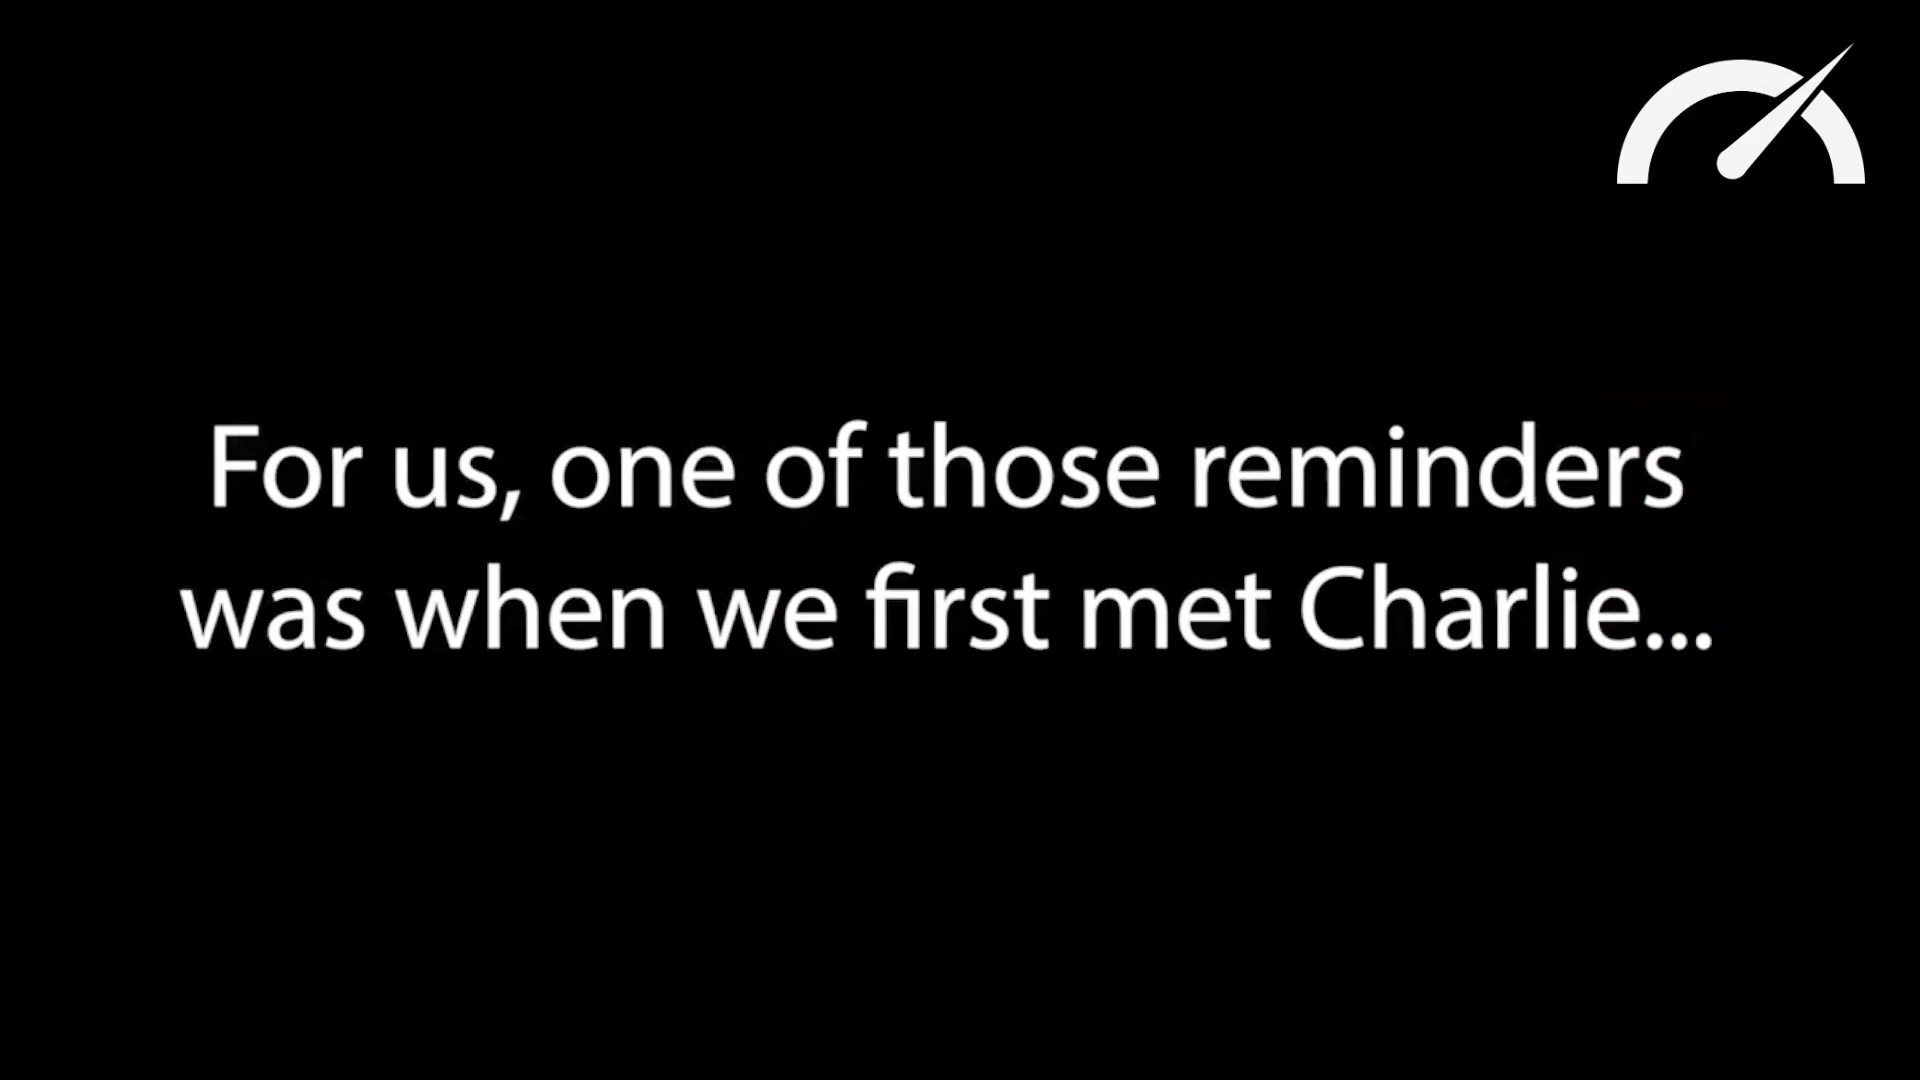 For us, one of those reminders
was when we first met Charlie...